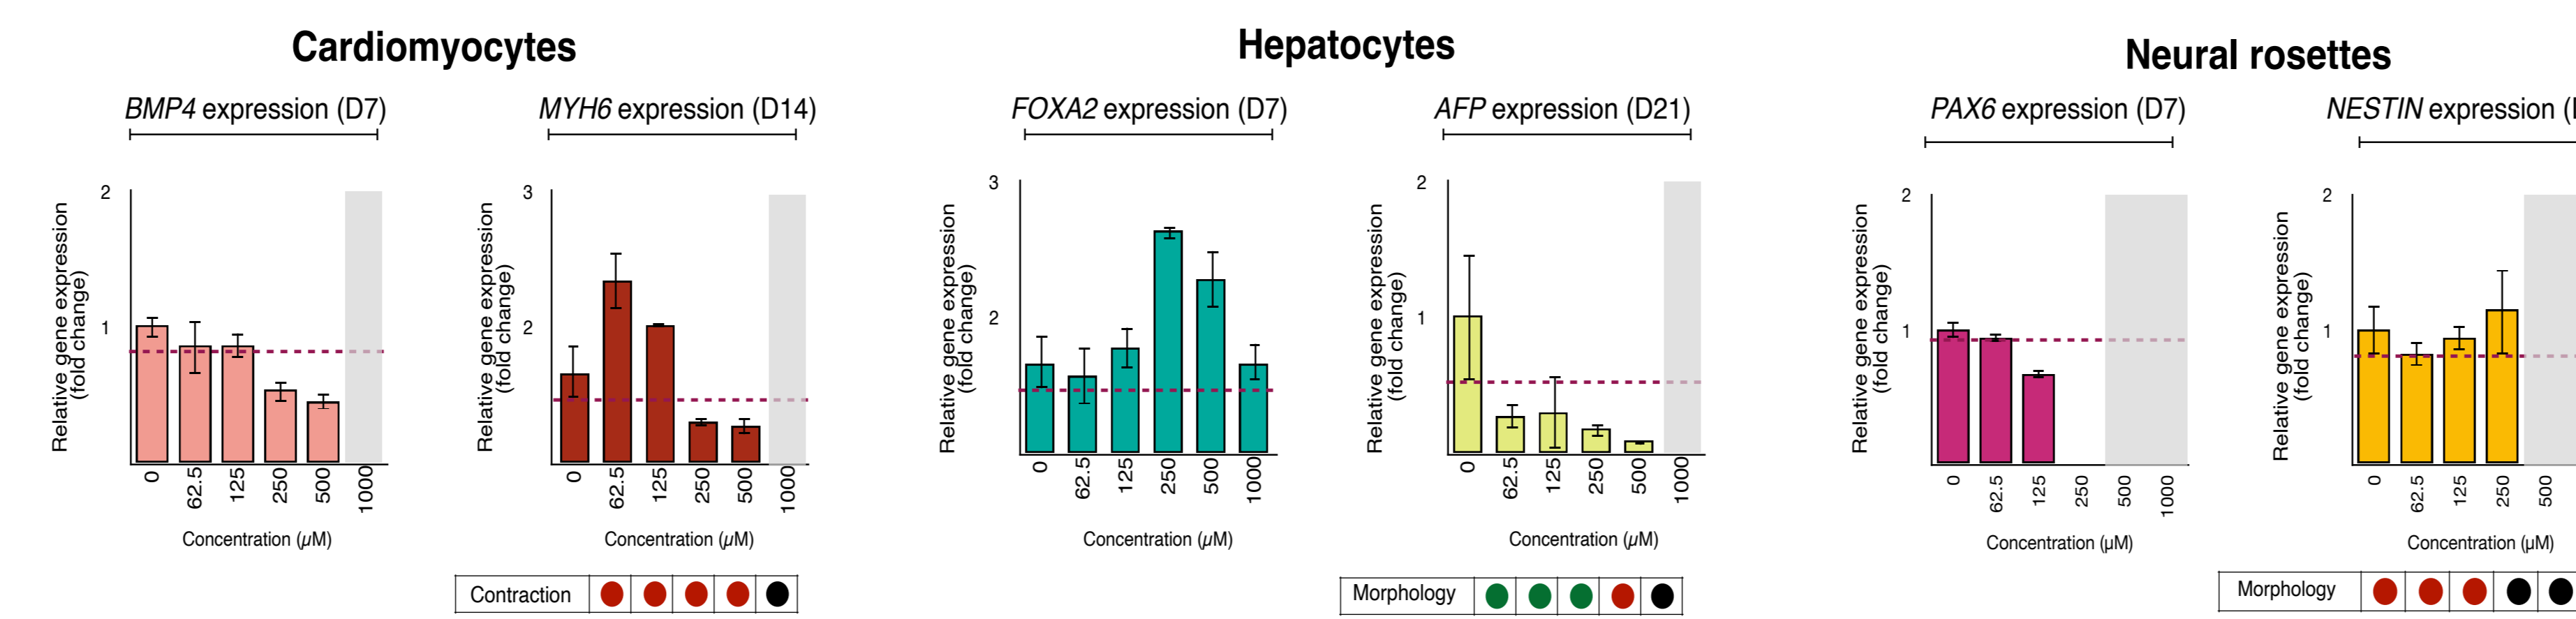 Cardiomyocytes
BMP4 expression (D7)
MYH6 expression (D14)
Relative gene expression
(fold change)
2
1
0
62.5
125
250
500
1000
Concentration (µM)
Relative gene expression
(fold change)
3
2
0
62.5
125
250
500
1000
Concentration (µM)
Contraction
Hepatocytes
FOXA2 expression (D7)
AFP expression (D21)
Relative gene expression
(fold change)
3
2
0
62.5
125
250
500
1000
Concentration (µM)
Relative gene expression
(fold change)
2
1
0
62.5
125
250
500
1000
Concentration (µM)
Morphology
Neural rosettes
PAX6 expression (D7)
NESTIN expression (
Relative gene expression
(fold change)
2
1
0
62.5
125
250
500
1000
Concentration (µM)
Relative gene expression
(fold change)
2
1
0
62.5
125
250
500
Concentration (µM)
Morphology